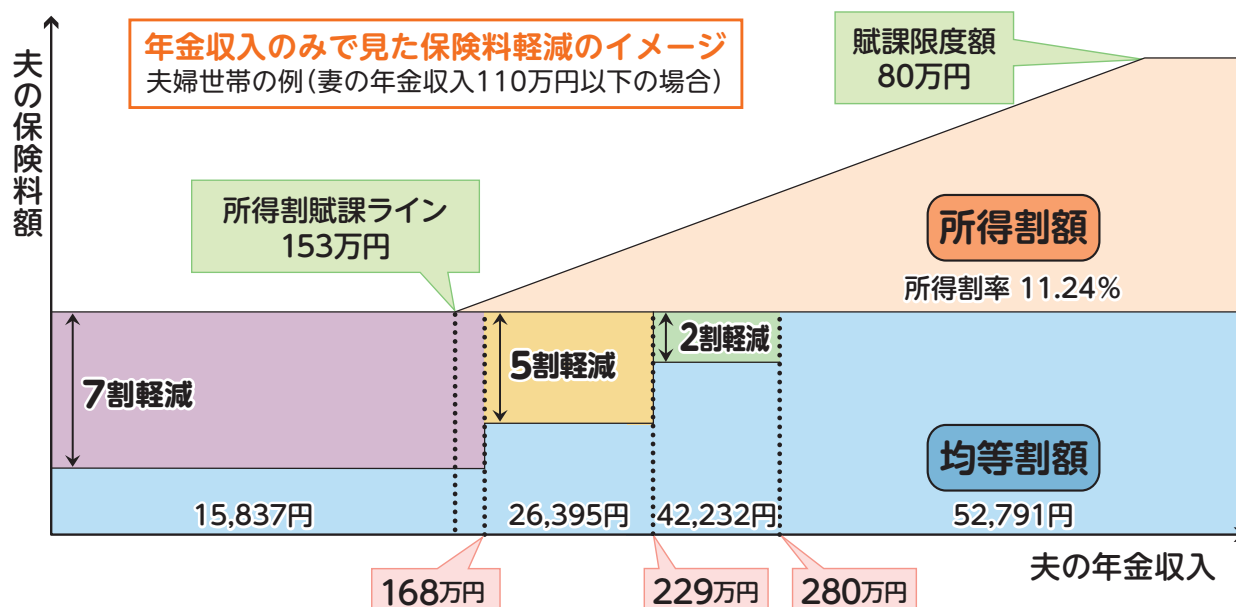 夫の保険料額
年金収入のみで見た保険料軽減のイメージ
夫婦世帯の例(妻の年金収入110万円以下の場合)
賦課限度額
80万円
所得割賦課ライン
153万円
所得割額
所得割率 11.24%
7割軽減
5割軽減
2割軽減
均等割額
15,837円
26,395円
42,232円
52,791円
168万円
229万円
280万円
夫の年金収入